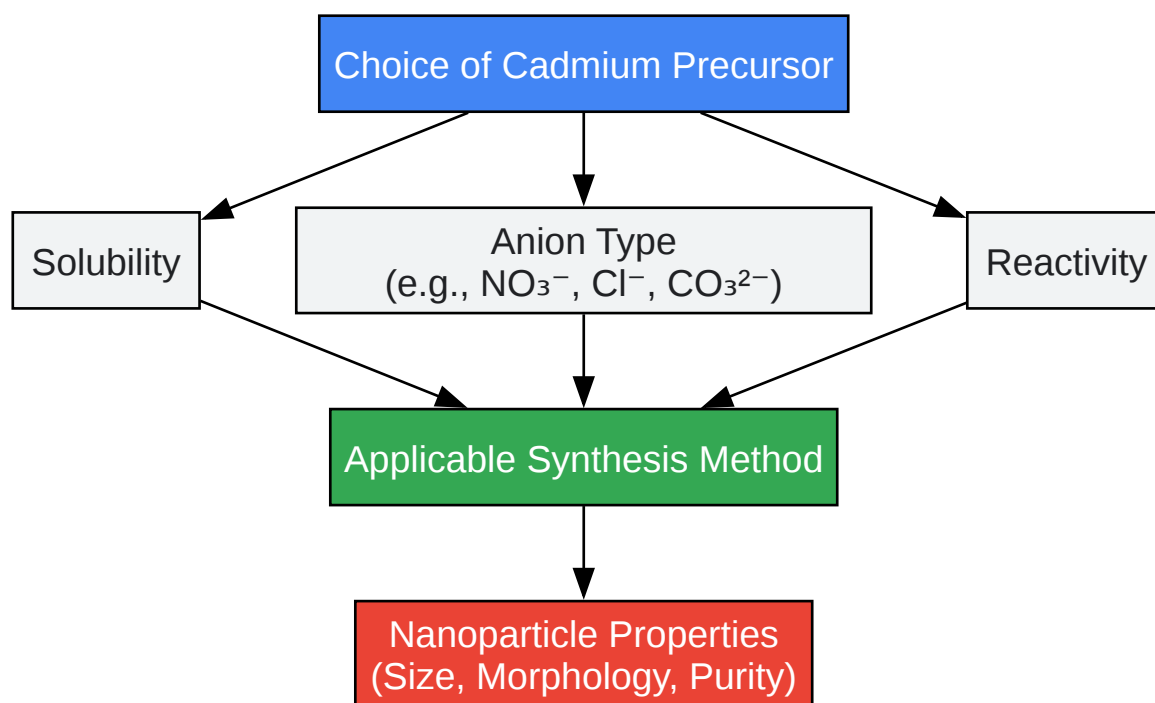 Choice of Cadmium Precursor
Solubility
Anion Type
(e.g., NO₃⁻, Cl⁻, CO₃²⁻)
Reactivity
Applicable Synthesis Method
Nanoparticle Properties
(Size, Morphology, Purity)